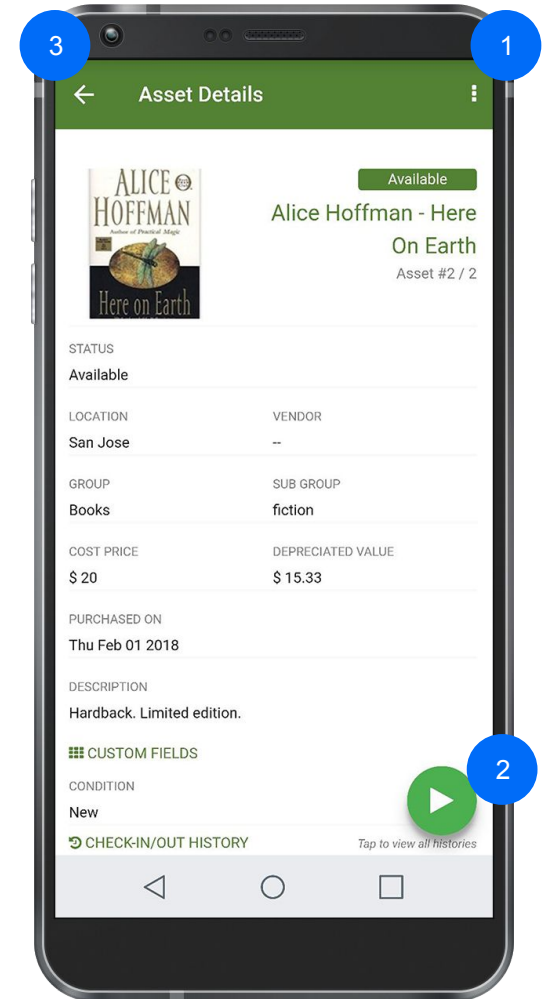 3
1
Asset Details
ALICE
HOFFMAN
Author of Practical Magic
Here on Earth
Available
Alice Hoffman - Here
On Earth
Asset #2 / 2
STATUS
Available
LOCATION VENDOR
San Jose --
GROUP SUB GROUP
Books fiction
COST PRICE DEPRECIATED VALUE
$ 20 $ 15.33
PURCHASED ON
Thu Feb 01 2018
DESCRIPTION
Hardback. Limited edition.
CUSTOM FIELDS
2
CONDITION
New
CHECK-IN/OUT HISTORY Tap to view all histories